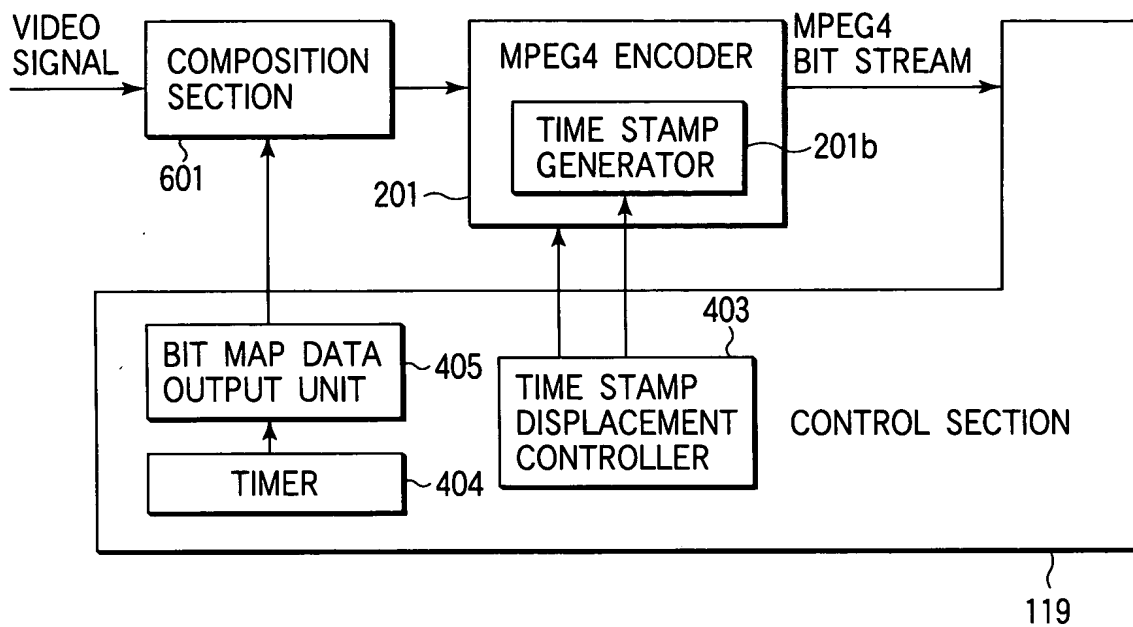 VIDEO
SIGNAL
COMPOSITION
SECTION
601
MPEG4 ENCODER
TIME STAMP
GENERATOR
201b
201
MPEG4
BIT STREAM
BIT MAP DATA
OUTPUT UNIT
405
TIMER
404
403
TIME STAMP
DISPLACEMENT
CONTROLLER
CONTROL SECTION
119